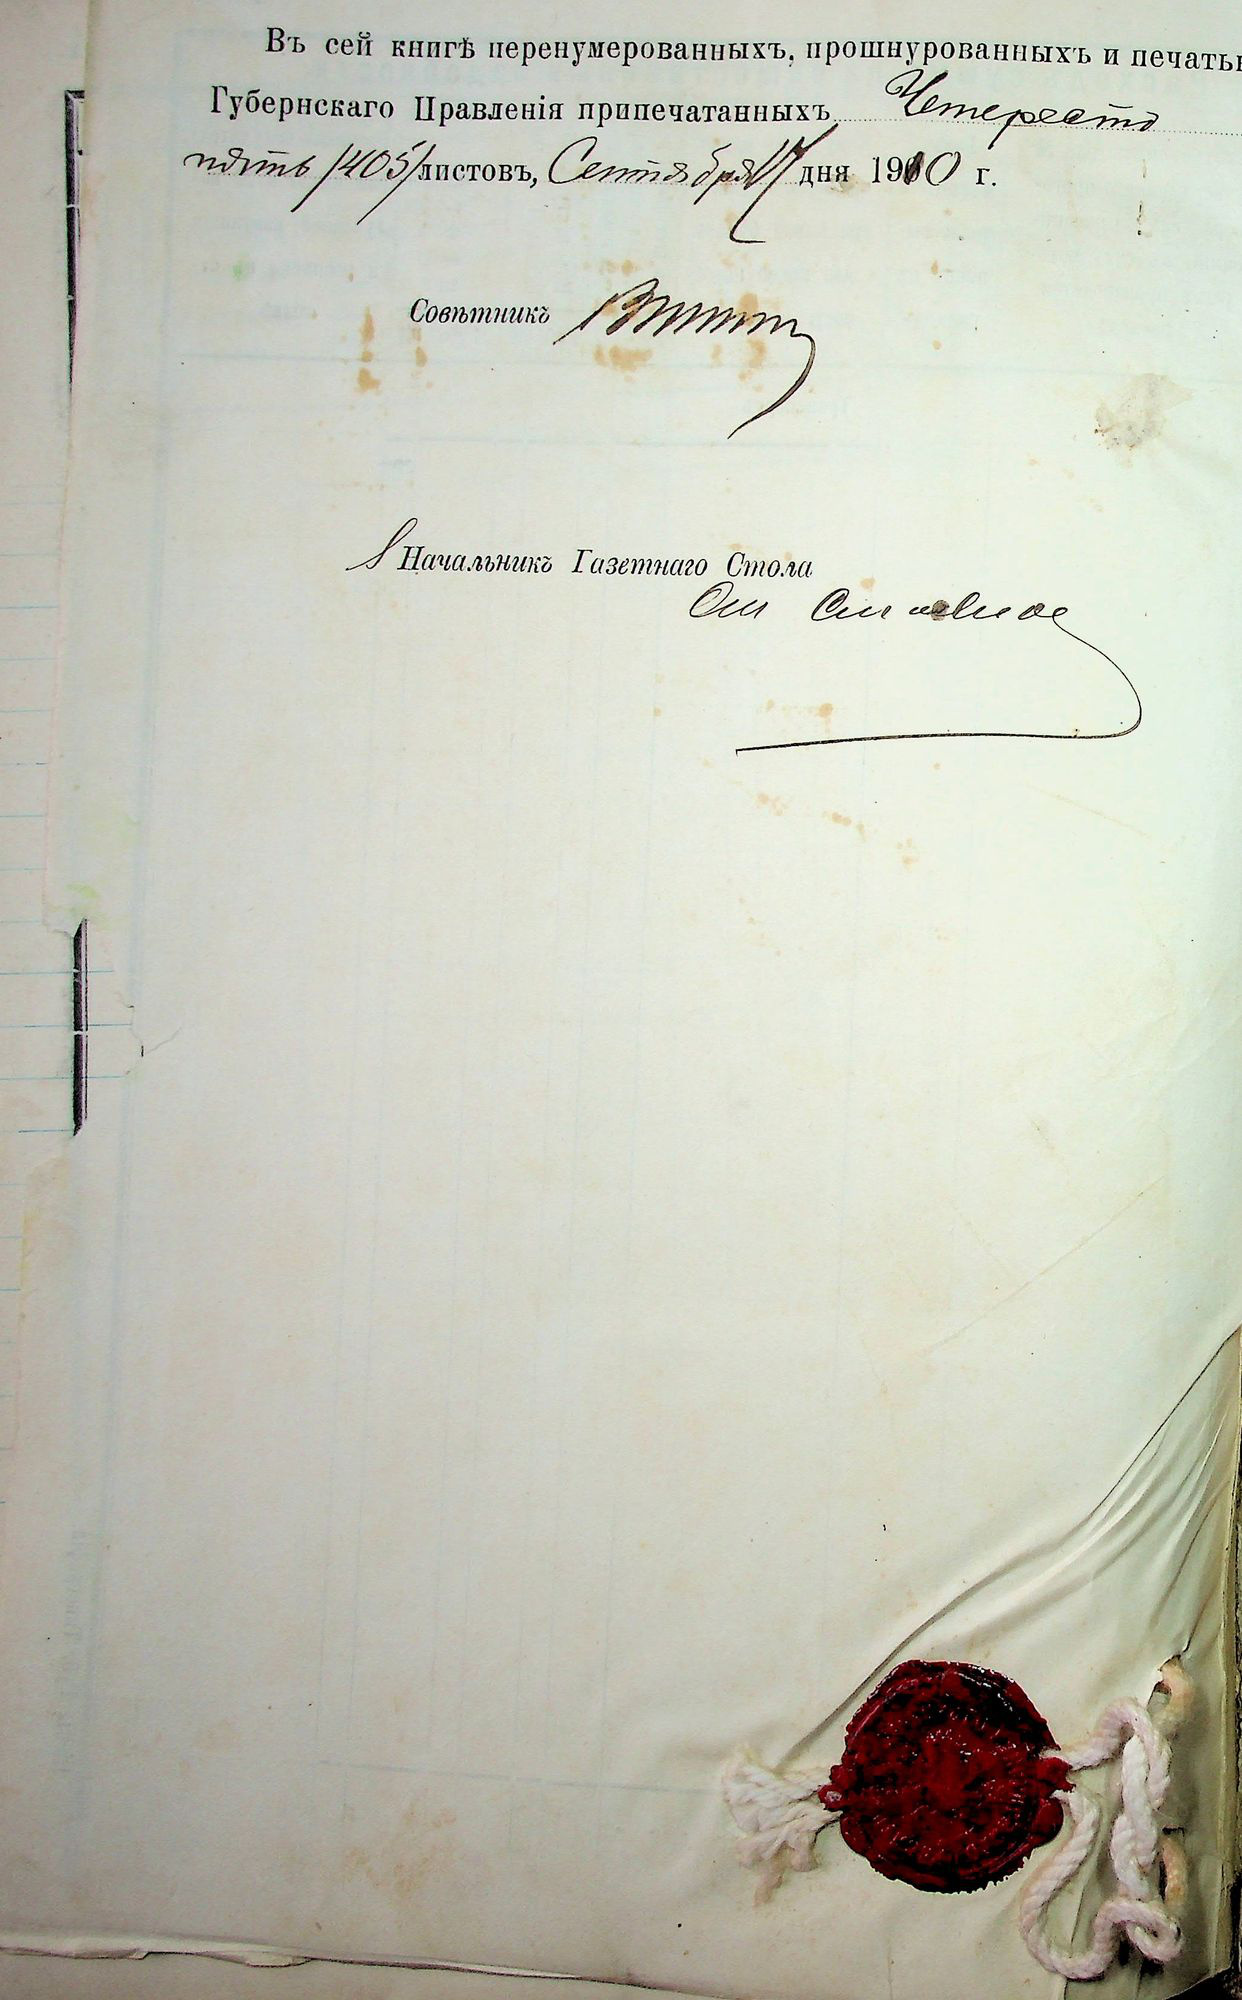 Въ сей книгѣ перенумерованныхъ, прошнурованныхъ и печатью
Губернскаго Правленія припечатанныхъ Четыреста
пять /405/ листовъ, Сентября 17 дня 1910 г.
Совѣтникъ
Начальникъ Газетнаго Стола